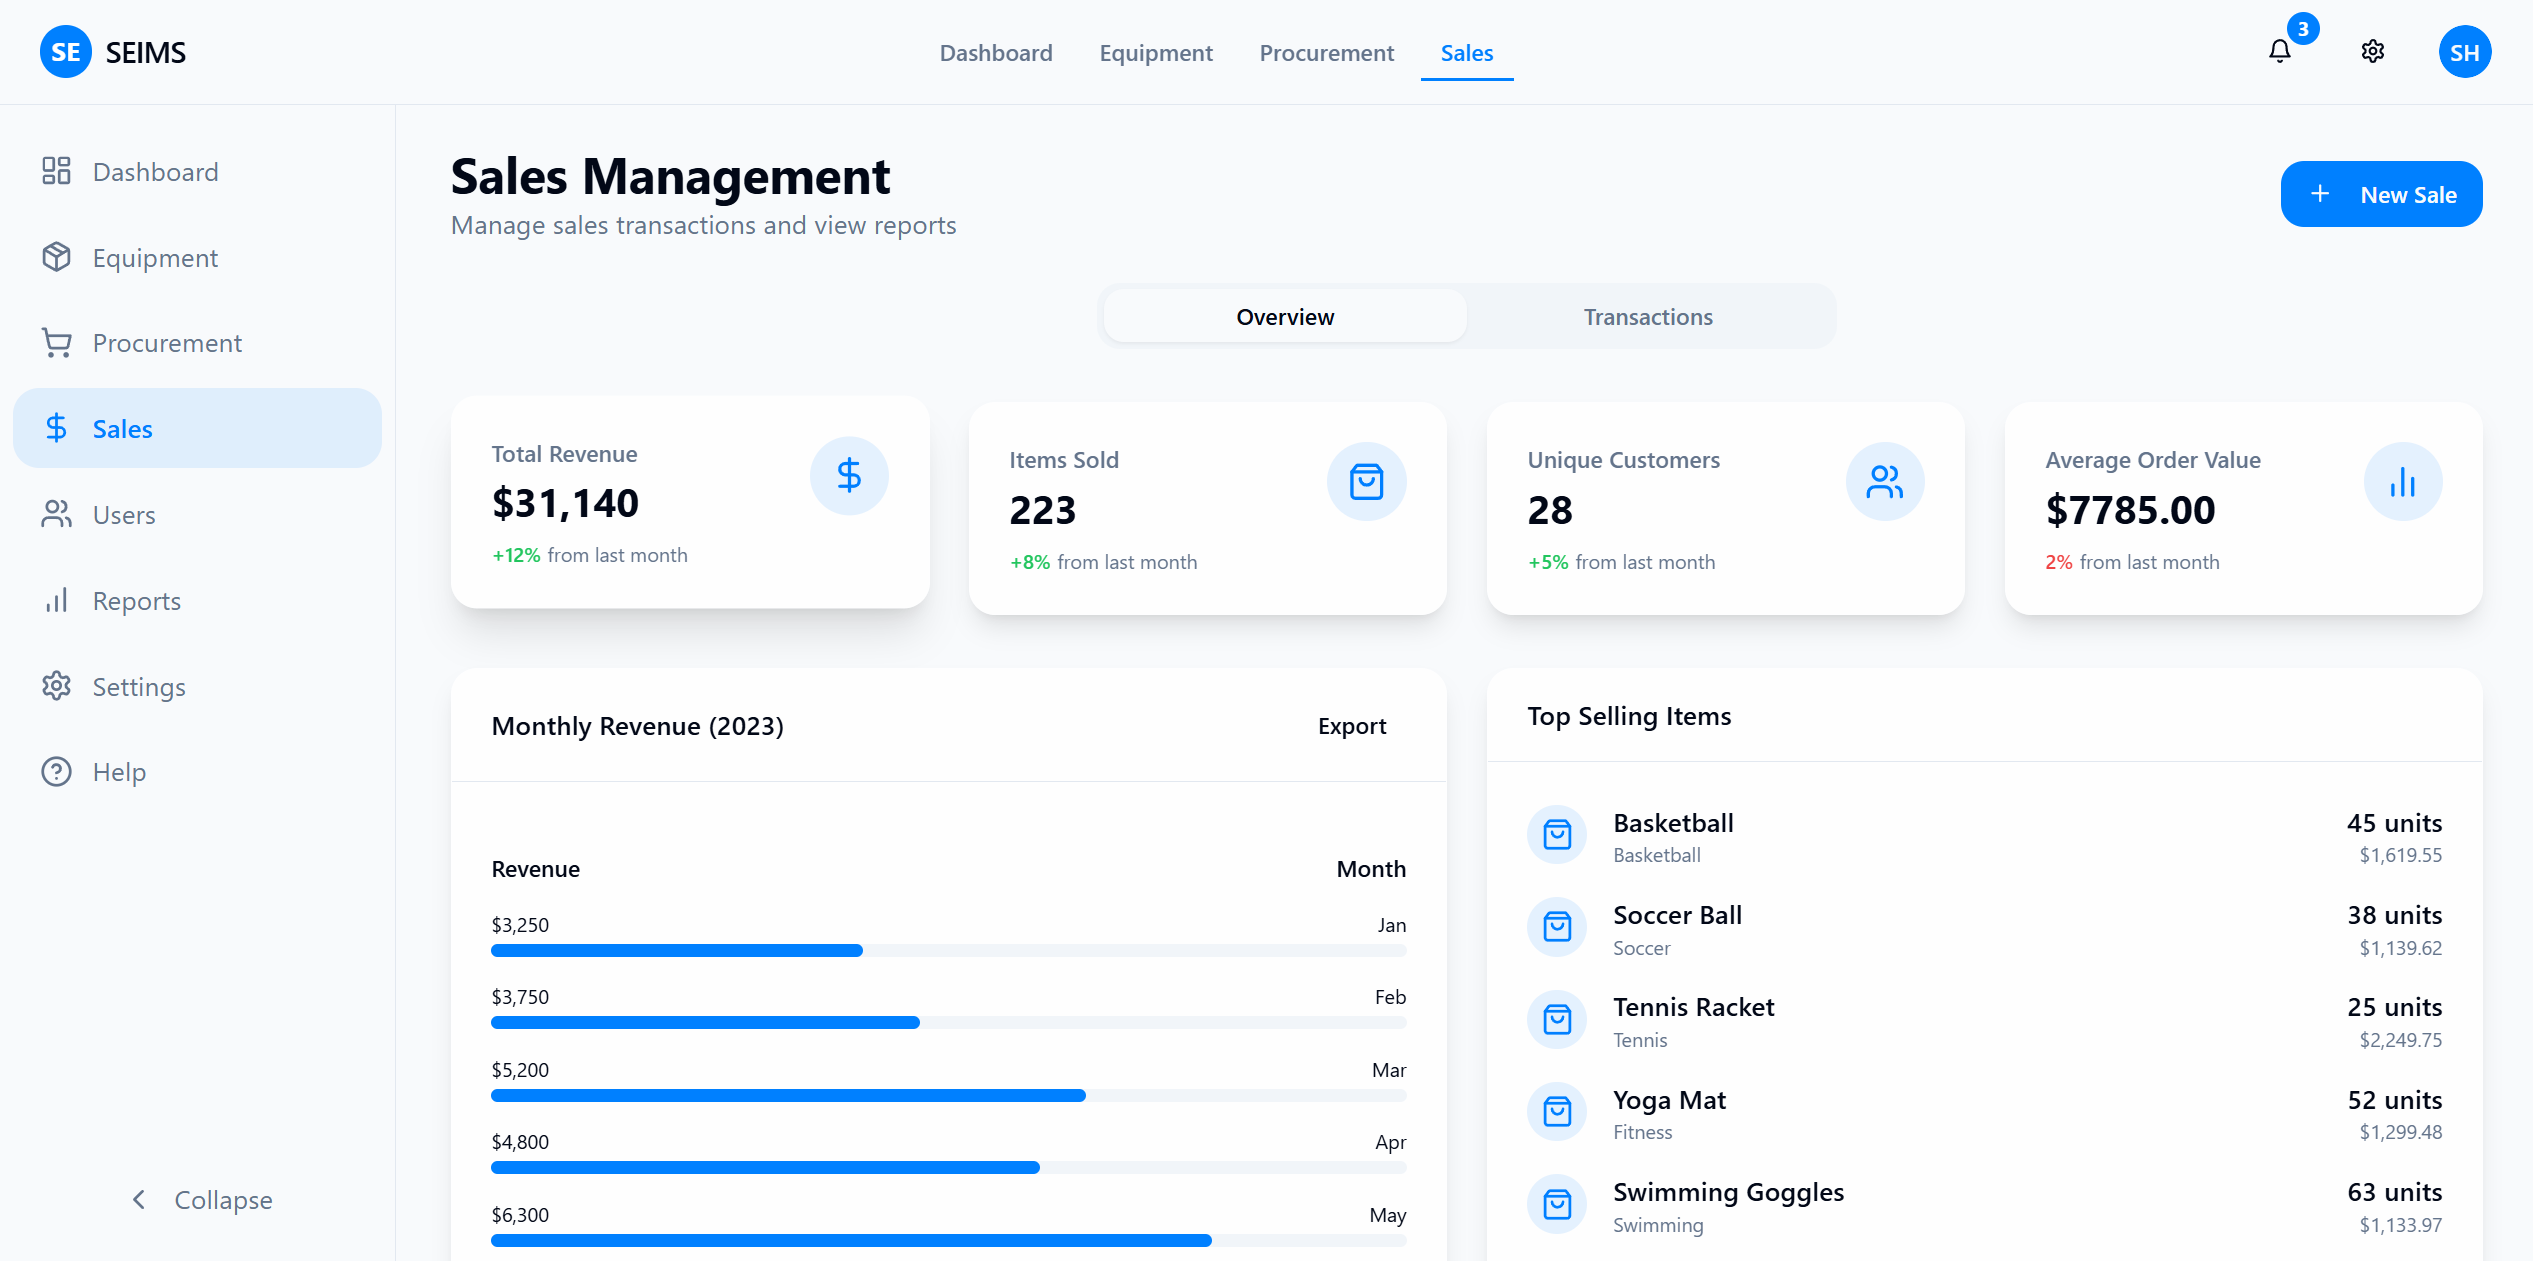 SE SEIMS
Dashboard Equipment Procurement Sales
3
SH
Dashboard
Equipment
Procurement
Sales
Users
Reports
Settings
Help
Collapse
Sales Management
Manage sales transactions and view reports
+ New Sale
Overview Transactions
Total Revenue
$31,140
+12% from last month
Items Sold
223
+8% from last month
Unique Customers
28
+5% from last month
Average Order Value
$7785.00
2% from last month
Monthly Revenue (2023) Export
Revenue Month
$3,250 Jan
$3,750 Feb
$5,200 Mar
$4,800 Apr
$6,300 May
Top Selling Items
Basketball 45 units
Basketball $1,619.55
Soccer Ball 38 units
Soccer $1,139.62
Tennis Racket 25 units
Tennis $2,249.75
Yoga Mat 52 units
Fitness $1,299.48
Swimming Goggles 63 units
Swimming $1,133.97